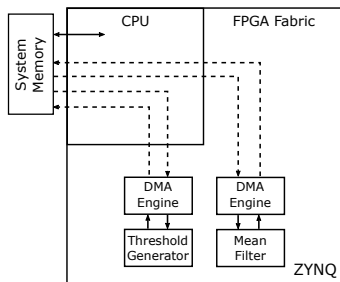 CPU
FPGA Fabric
System
Memory
DMA
Engine
DMA
Engine
Threshold
Generator
Mean
Filter
ZYNQ